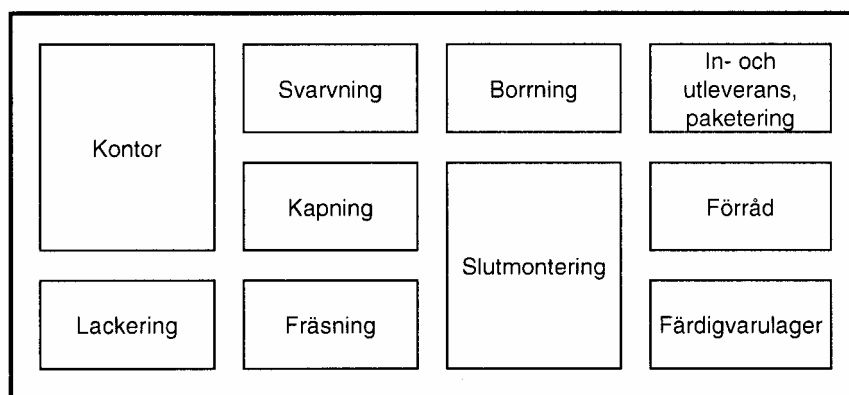 Kontor
Svarvning
Borrning
In- och
utleverans,
paketering
Kapning
Slutmontering
Förråd
Lackering
Fräsning
Färdigvarulager